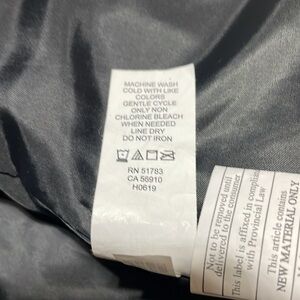 MACHINE WASH
COLD WITH LIKE
COLORS
GENTLE CYCLE
ONLY NON
CHLORINE BLEACH
WHEN NEEDED
LINE DRY
DO NOT IRON
RN 51783
CA 56910
H0619
Not to be removed until
delivered to the consumer
This label is affixed in
with Provincial Law
This article contains
NEW MATERIAL ONLY